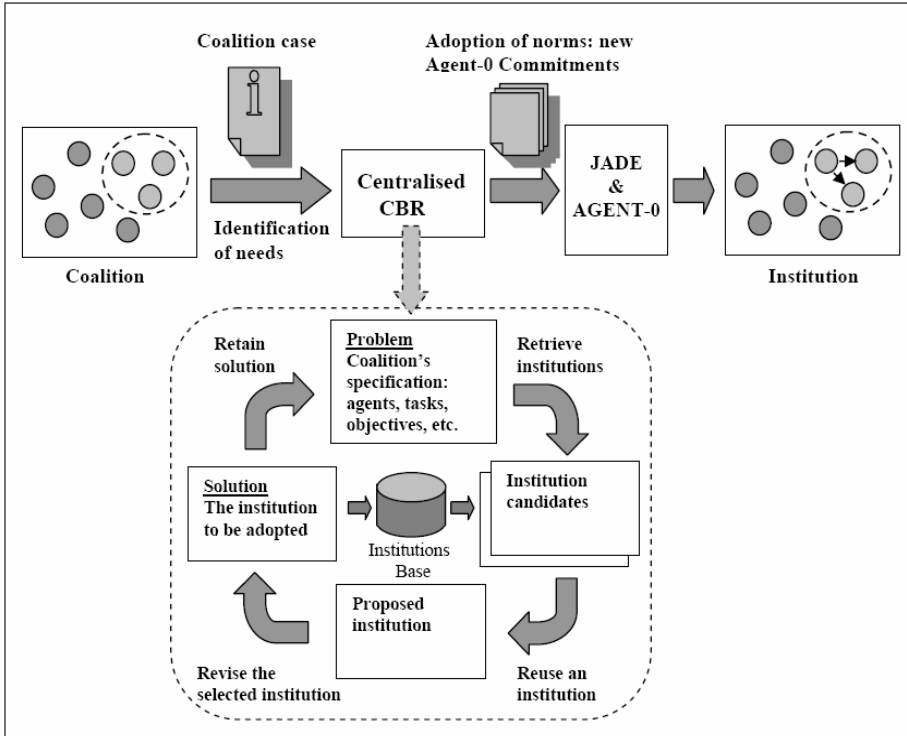 Coalition case
Adoption of norms: new
Agent-0 Commitments
i
Centralised
CBR
JADE
&
AGENT-0
Identification
of needs
Coalition
Institution
Problem
Coalition's
specification:
agents, tasks,
objectives, etc.
Retain
solution
Retrieve
institutions
Solution
The institution
to be adopted
Institutions
Base
Institution
candidates
Proposed
institution
Revise the
selected institution
Reuse an
institution